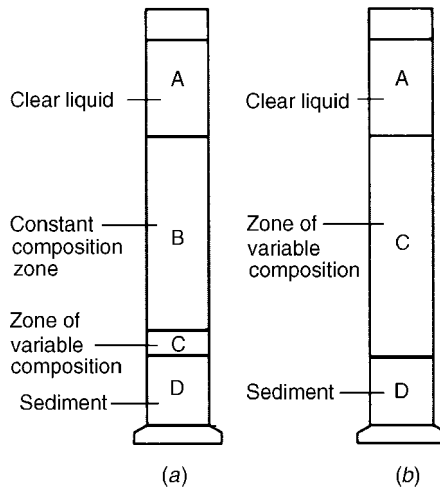 A
Clear liquid
Constant
composition
zone
B
Zone of
variable
composition
C
Sediment
D
(a)
A
Clear liquid
Zone of
variable
composition
C
Sediment
D
(b)